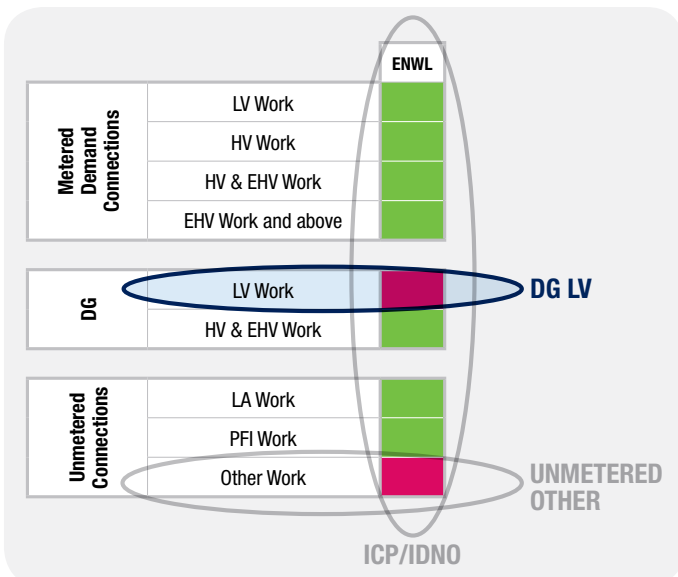 ENWL
Metered
Demand
Connections
LV Work
HV Work
HV & EHV Work
EHV Work and above
DG
LV Work
DG LV
HV & EHV Work
Unmetered
Connections
LA Work
PFI Work
Other Work
UNMETERED
OTHER
ICP/IDNO